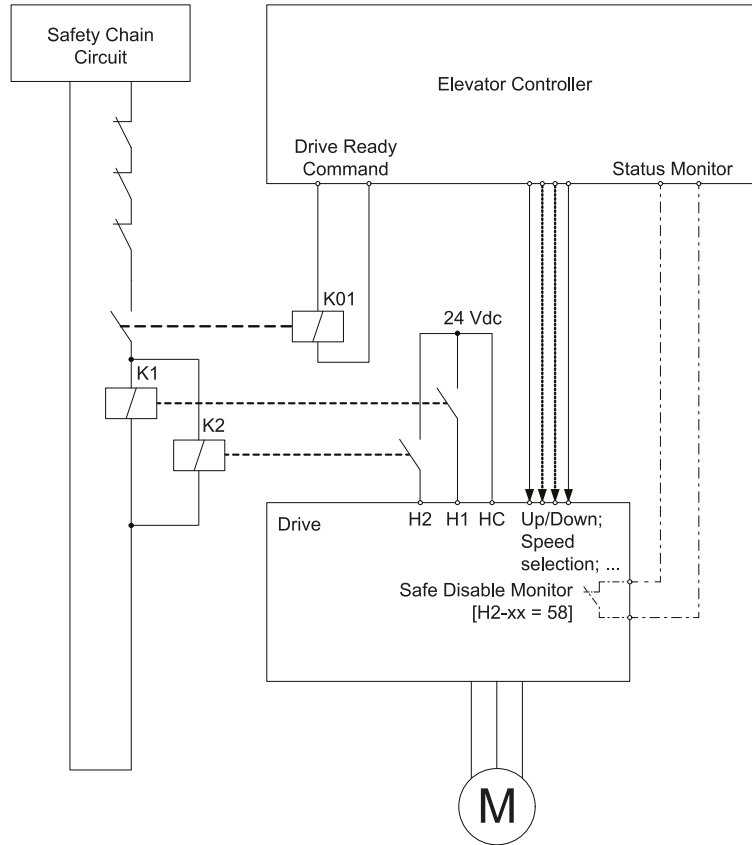 Safety Chain
Circuit
Elevator Controller
Drive Ready
Command
Status Monitor
K01
24 Vdc
K1
K2
Drive
H2
H1
HC
Up/Down;
Speed
selection; ...
Safe Disable Monitor
[H2-xx = 58]
M